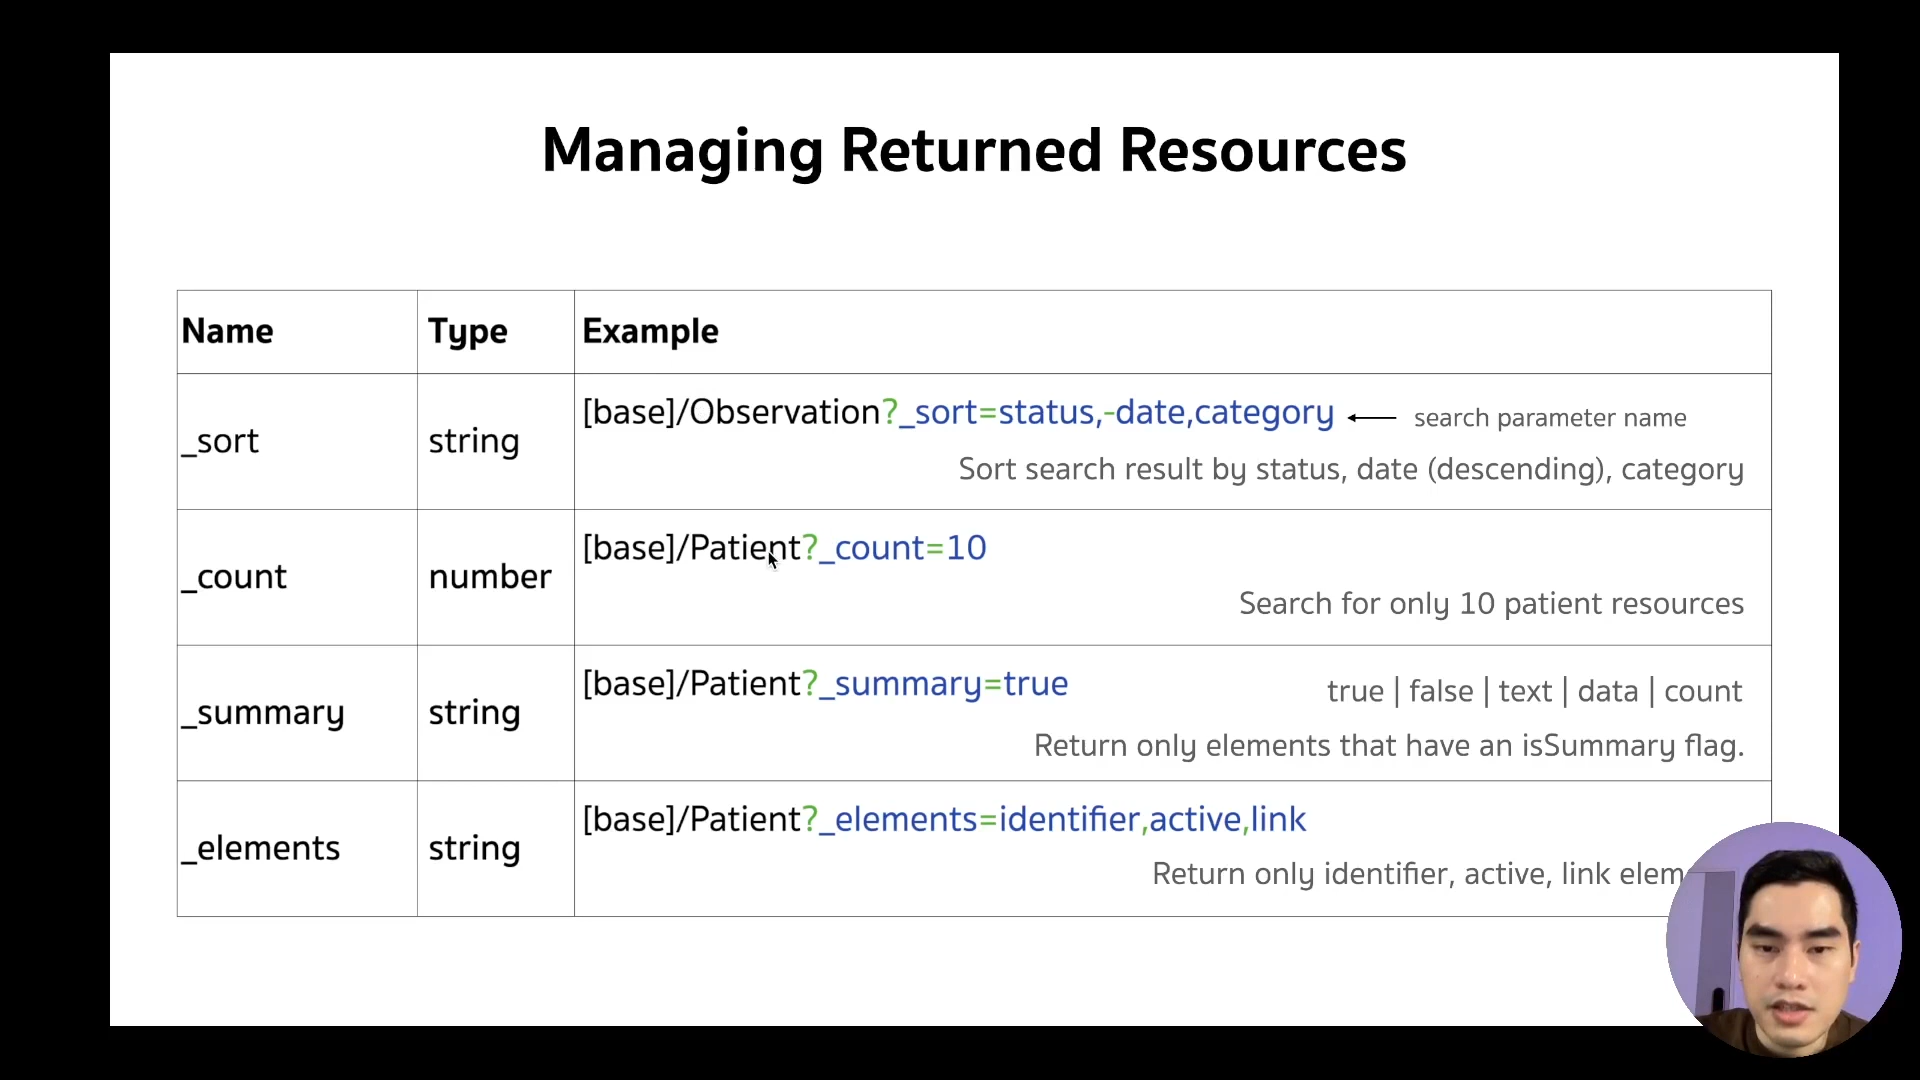 Managing Returned Resources
Name Type Example
_sort string [base]/Observation?_sort=status,-date,category search parameter name
Sort search result by status, date (descending), category
_count number [base]/Patient?_count=10
Search for only 10 patient resources
_summary string [base]/Patient?_summary=true true | false | text | data | count
Return only elements that have an isSummary flag.
_elements string [base]/Patient?_elements=identifier,active,link
Return only identifier, active, link elem